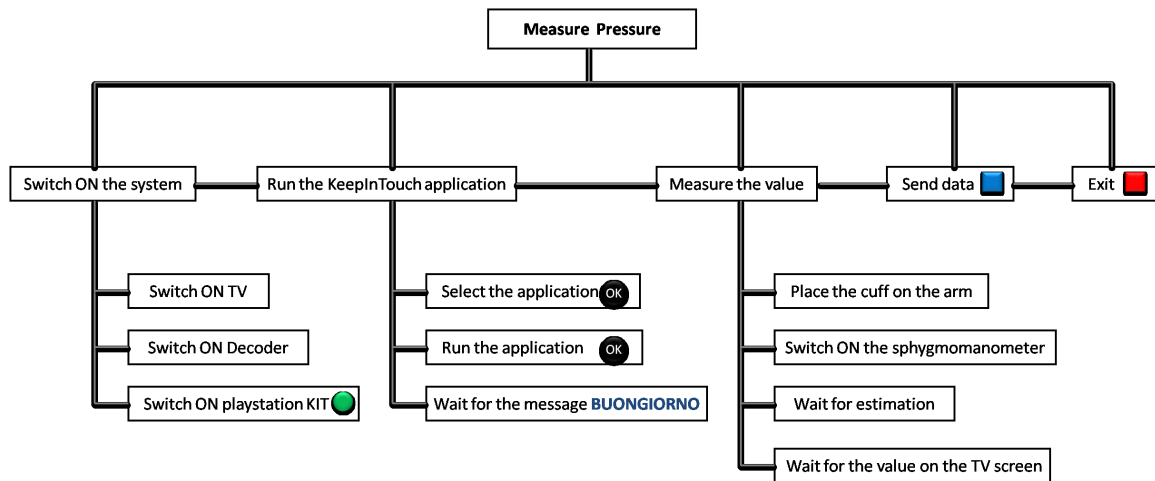 Measure Pressure
Switch ON the system
Run the KeepInTouch application
Measure the value
Send data
Exit
Switch ON TV
Select the application OK
Place the cuff on the arm
Switch ON Decoder
Run the application OK
Switch ON the sphygmomanometer
Switch ON playstation KIT
Wait for the message BUONGIORNO
Wait for estimation
Wait for the value on the TV screen